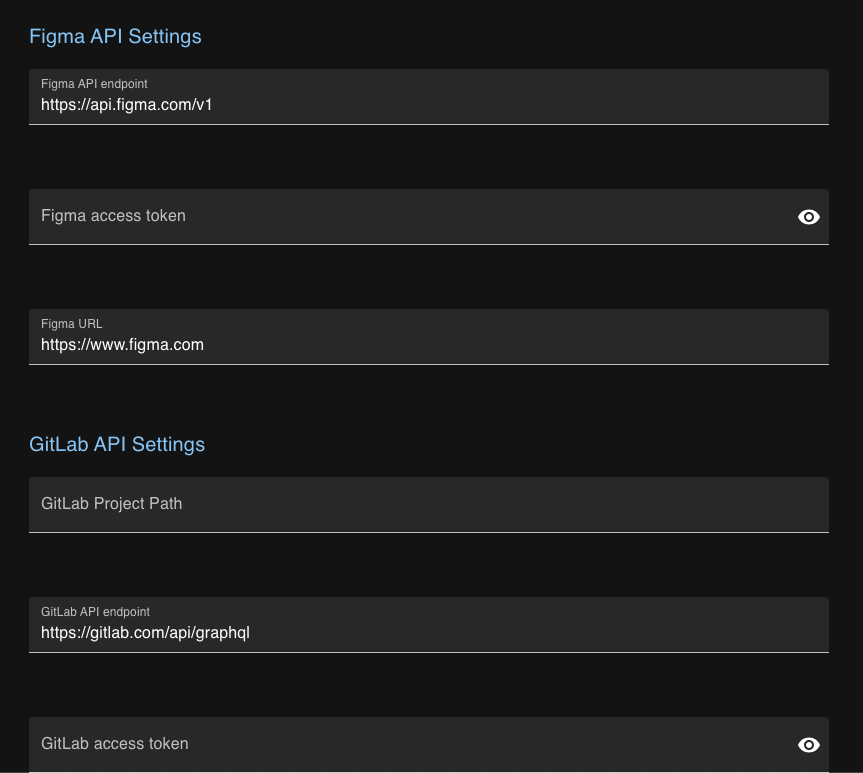 Figma API Settings
Figma API endpoint
https://api.figma.com/v1
Figma access token
Figma URL
https://www.figma.com
GitLab API Settings
GitLab Project Path
GitLab API endpoint
https://gitlab.com/api/graphql
GitLab access token